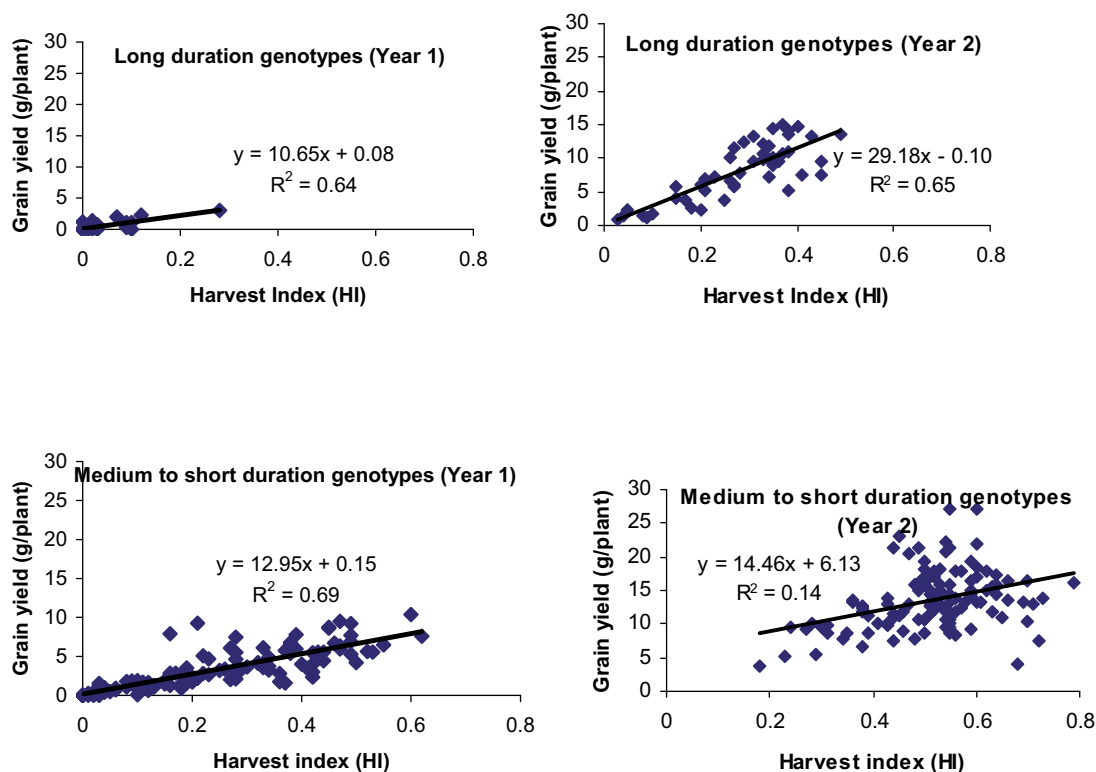 Long duration genotypes (Year 1)
Grain yield (g/plant)
30
25
20
15
10
5
0
y = 10.65x + 0.08
R² = 0.64
0 0.2 0.4 0.6 0.8
Harvest Index (HI)
Long duration genotypes (Year 2)
Grain yield (g/plant)
30
25
20
15
10
5
0
y = 29.18x - 0.10
R² = 0.65
0 0.2 0.4 0.6 0.8
Harvest Index (HI)
Medium to short duration genotypes (Year 1)
Grain yield (g/plant)
30
25
20
15
10
5
0
y = 12.95x + 0.15
R² = 0.69
0 0.2 0.4 0.6 0.8
Harvest index (HI)
Medium to short duration genotypes
(Year 2)
Grain yield (g/plant)
30
25
20
15
10
5
0
y = 14.46x + 6.13
R² = 0.14
0 0.2 0.4 0.6 0.8
Harvest index (HI)